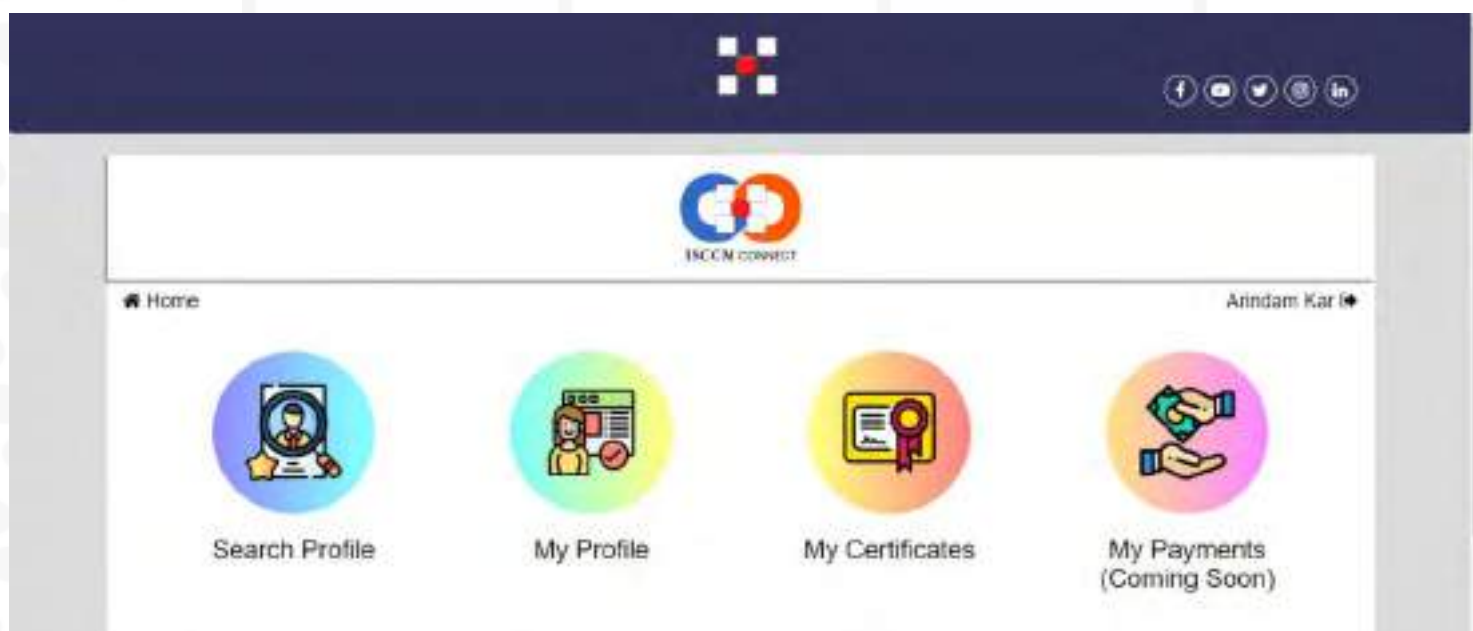 ISCCM CONNECT
Home
Arindam Kar
Search Profile
My Profile
My Certificates
My Payments
(Coming Soon)